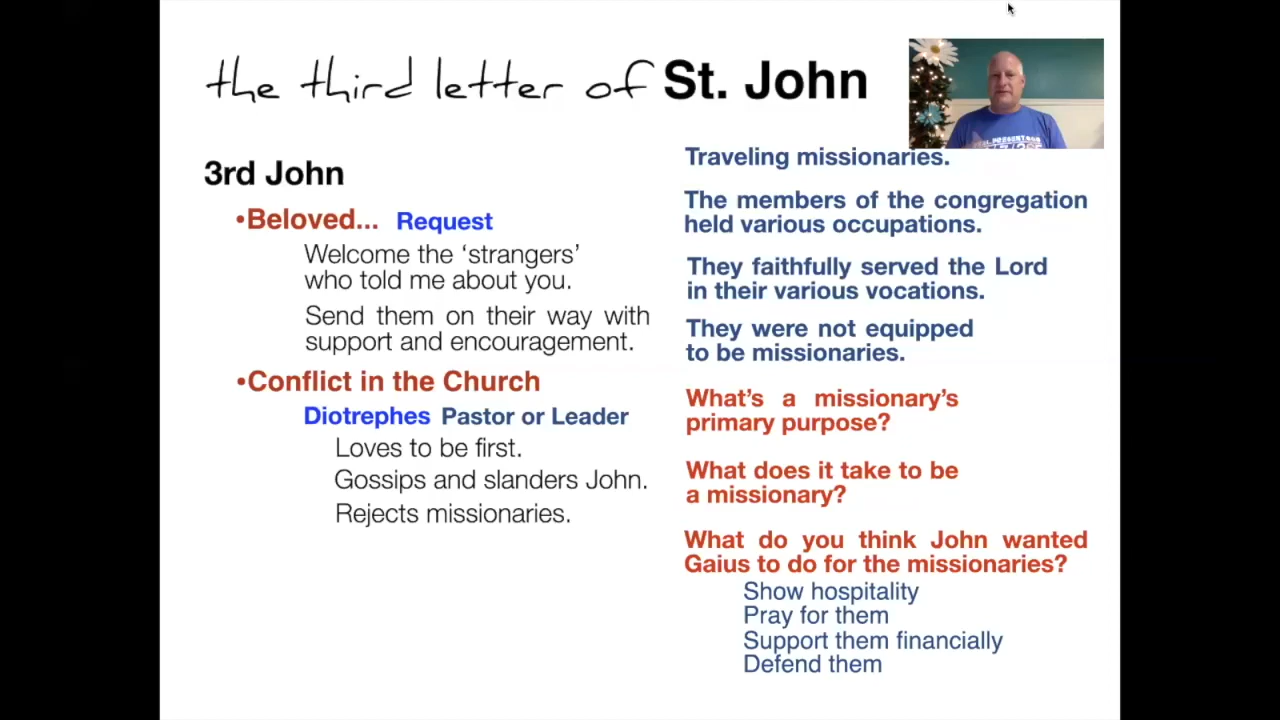 the third letter of St. John
3rd John
•Beloved... Request
Welcome the ‘strangers’
who told me about you.
Send them on their way with
support and encouragement.
•Conflict in the Church
Diotrephes Pastor or Leader
Loves to be first.
Gossips and slanders John.
Rejects missionaries.
Traveling missionaries.
The members of the congregation
held various occupations.
They faithfully served the Lord
in their various vocations.
They were not equipped
to be missionaries.
What’s a missionary’s
primary purpose?
What does it take to be
a missionary?
What do you think John wanted
Gaius to do for the missionaries?
Show hospitality
Pray for them
Support them financially
Defend them